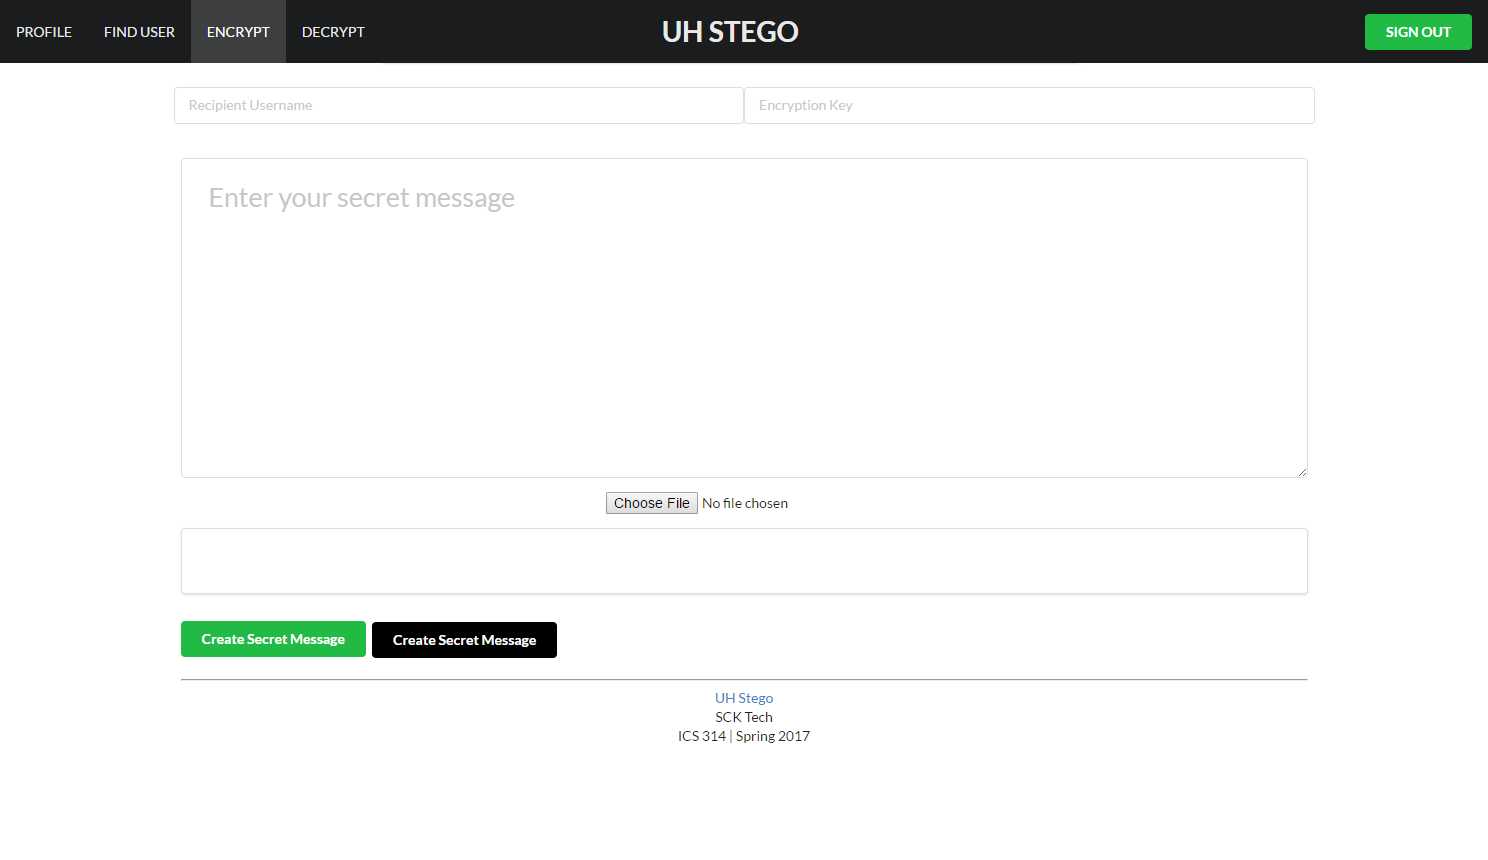 PROFILE FIND USER ENCRYPT DECRYPT UH STEGO SIGN OUT
Recipient Username Encryption Key
Enter your secret message
Choose File No file chosen
Create Secret Message Create Secret Message
UH Stego
SCK Tech
ICS 314 | Spring 2017